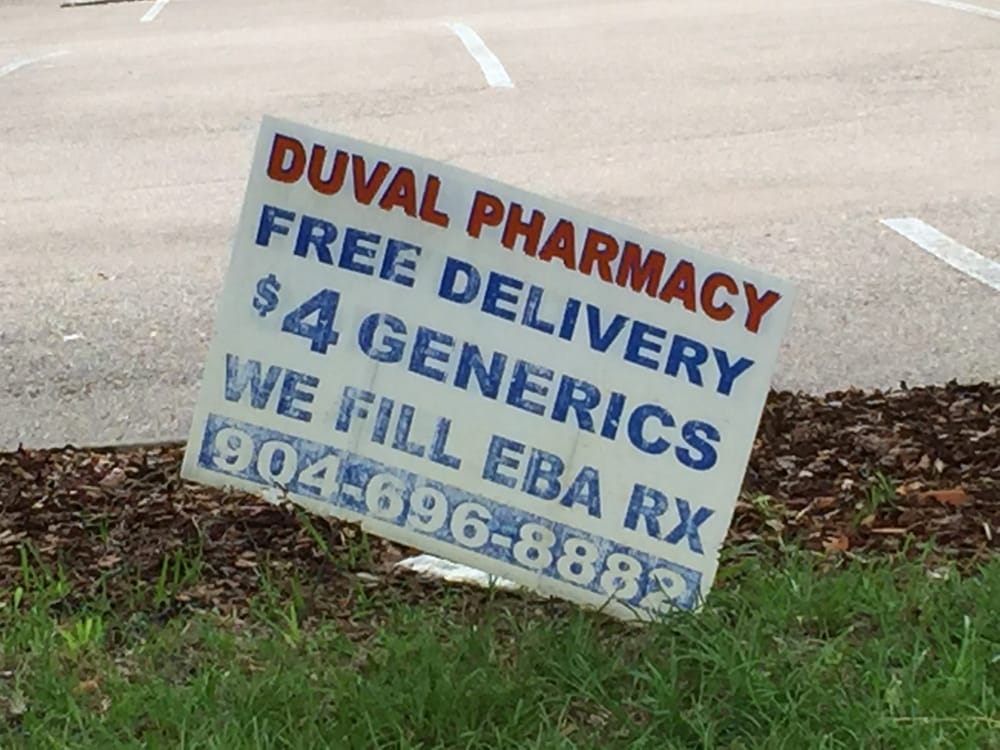 DUVAL PHARMACY
FREE DELIVERY
$4 GENERICS
WE FILL EBA RX
904-696-8882